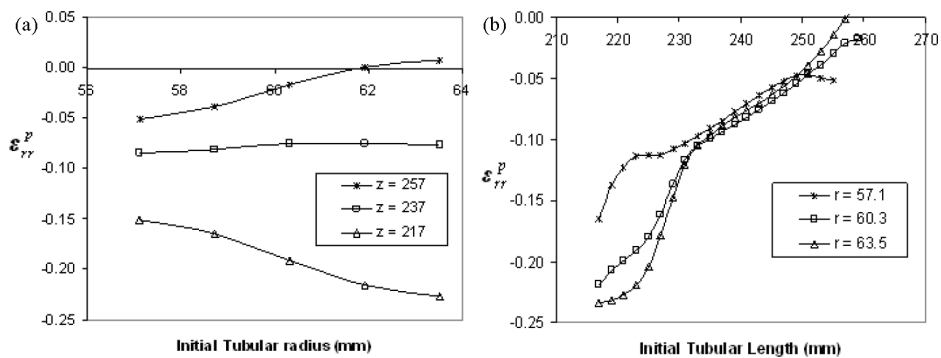 (a)
0.05
0.00
-0.05
-0.10
-0.15
-0.20
-0.25
56
58
60
62
64
ε_rr^p
z = 257
z = 237
z = 217
Initial Tubular radius (mm)
(b)
0.00
-0.05
-0.10
-0.15
-0.20
-0.25
210
220
230
240
250
260
270
ε_rr^p
r = 57.1
r = 60.3
r = 63.5
Initial Tubular Length (mm)